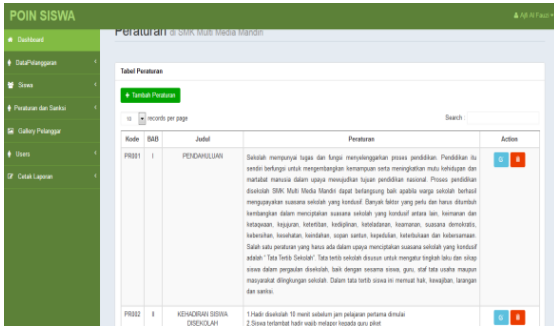 POIN SISWA
Aji Al Fauzi
Peraturan di SMK Multi Media Mandiri
Dashboard
DataPelanggaran
Siswa
Peraturan dan Sanksi
Gallery Pelanggar
Users
Cetak Laporan
Tabel Peraturan
+ Tambah Peraturan
10 records per page
Search :
Kode BAB Judul Peraturan Action
PR001 I PENDAHULUAN
Sekolah mempunyai tugas dan fungsi menyelenggarkan proses pendidikan. Pendidikan itu
sendiri berfungsi untuk mengembangkan kemampuan serta meningkatkan mutu kehidupan dan
martabat manusia dalam upaya mewujudkan tujuan pendidikan nasional. Proses pendidikan
disekolah SMK Multi Media Mandiri dapat berlangsung baik apabila warga sekolah berhasil
mengupayakan suasana sekolah yang kondusif. Banyak faktor yang perlu dan harus ditumbuh
kembangkan dalam menciptakan suasana sekolah yang kondusif antara lain, keimanan dan
ketaqwaan, kejujuran, ketertiban, kedisiplinan, keteladanan, keamanan, suasana demokratis,
kebersihan, kesehatan, keindahan, sopan santun, kepedulian, keterbukaan dan kebersamaan.
Salah satu peraturan yang harus ada dalam upaya menciptakan suasana sekolah yang kondusif
adalah " Tata Tertib Sekolah". Tata tertib sekolah disusun untuk mengatur tingkah laku dan sikap
siswa dalam pergaulan disekolah, baik dengan sesama siswa, guru, staf tata usaha maupun
masyarakat dilingkungan sekolah. Dalam tata tertib siswa ini memuat hak, kewajiban, larangan
dan sanksi.
PR002 II KEHADIRAN SISWA
DISEKOLAH
1.Hadir disekolah 10 menit sebelum jam pelajaran pertama dimulai
2.Siswa terlambat hadir wajib melapor kepada guru piket